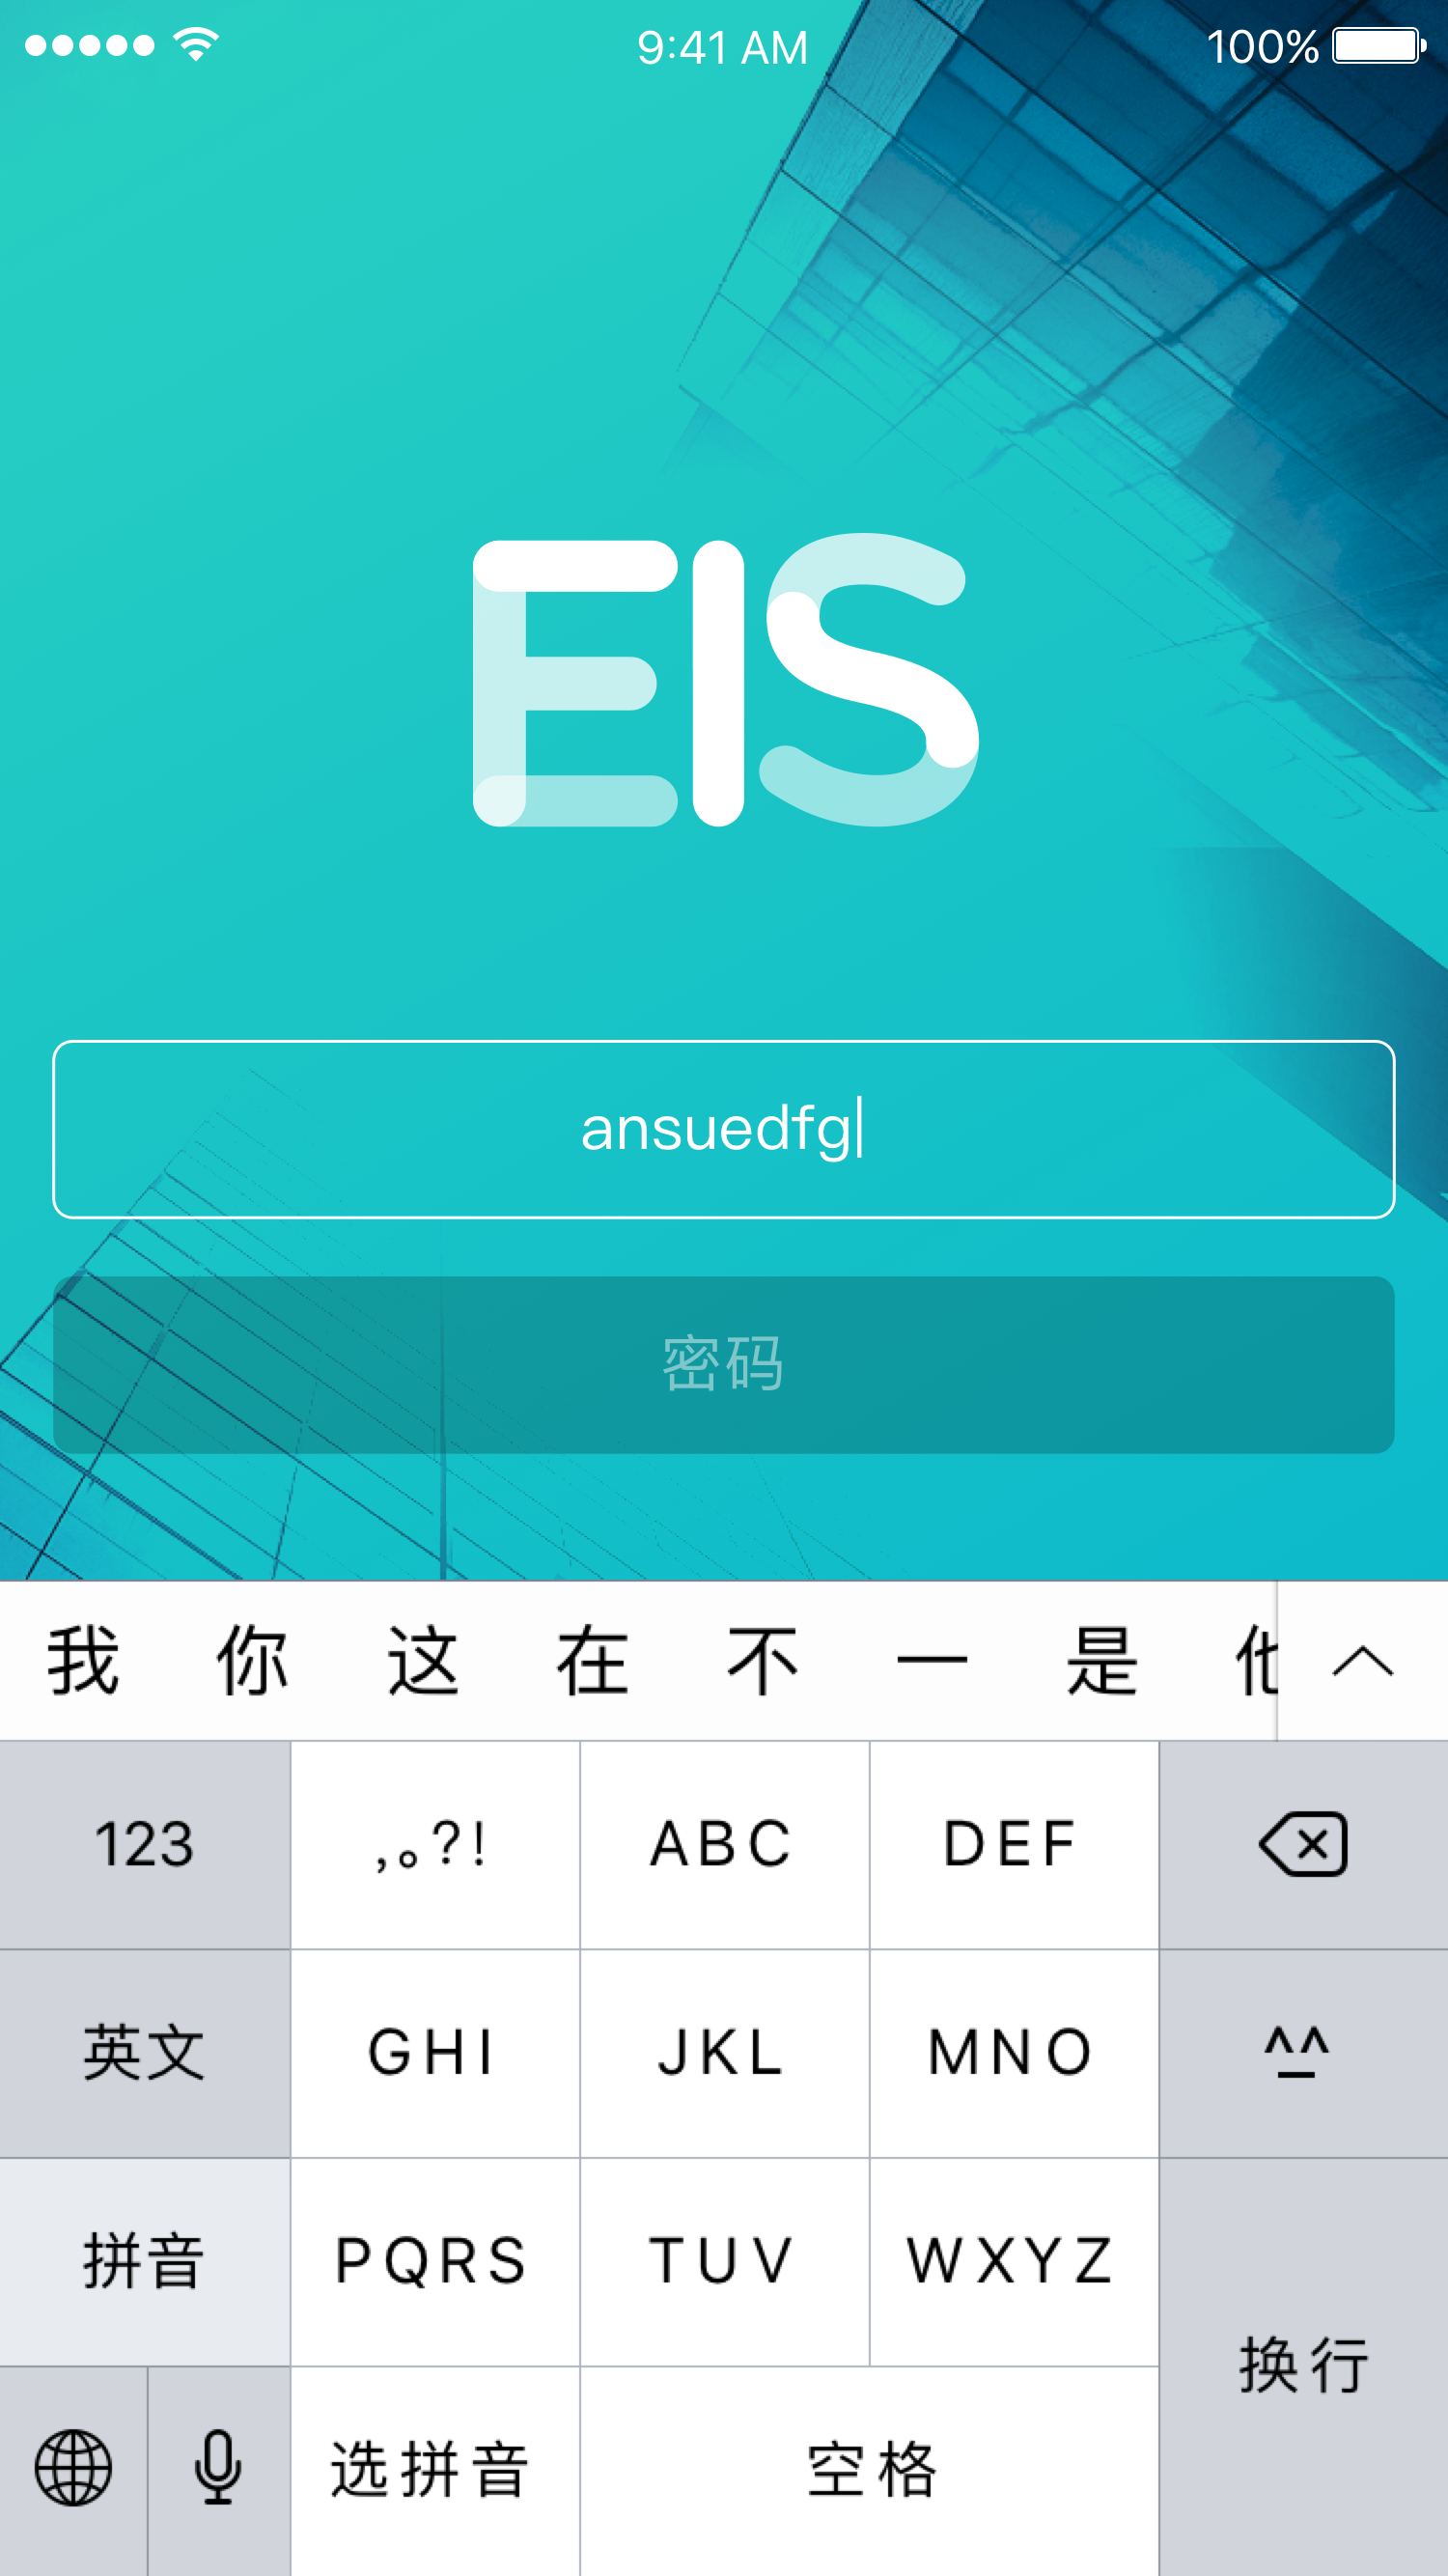 9:41 AM 100%
EIS
ansuedfg
密码
我 你 这 在 不 一 是
123 ,。?! ABC DEF
英文 GHI JKL MNO ^_^
拼音 PQRS TUV WXYZ
换行
选拼音 空格